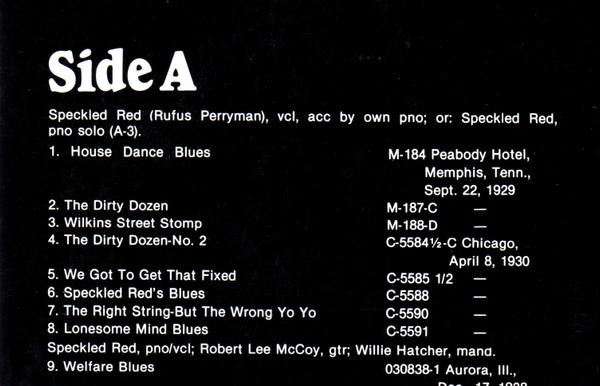 Side A
Speckled Red (Rufus Perryman), vcl, acc by own pno; or: Speckled Red,
pno solo (A-3).
1. House Dance Blues M-184 Peabody Hotel,
Memphis, Tenn.,
Sept. 22, 1929
2. The Dirty Dozen M-187-C —
3. Wilkins Street Stomp M-188-D —
4. The Dirty Dozen-No. 2 C-5584½-C Chicago,
April 8, 1930
5. We Got To Get That Fixed C-5585 1/2 —
6. Speckled Red's Blues C-5588 —
7. The Right String-But The Wrong Yo Yo C-5590 —
8. Lonesome Mind Blues C-5591 —
Speckled Red, pno/vcl; Robert Lee McCoy, gtr; Willie Hatcher, mand.
9. Welfare Blues 030838-1 Aurora, Ill.,
Dec. 17,